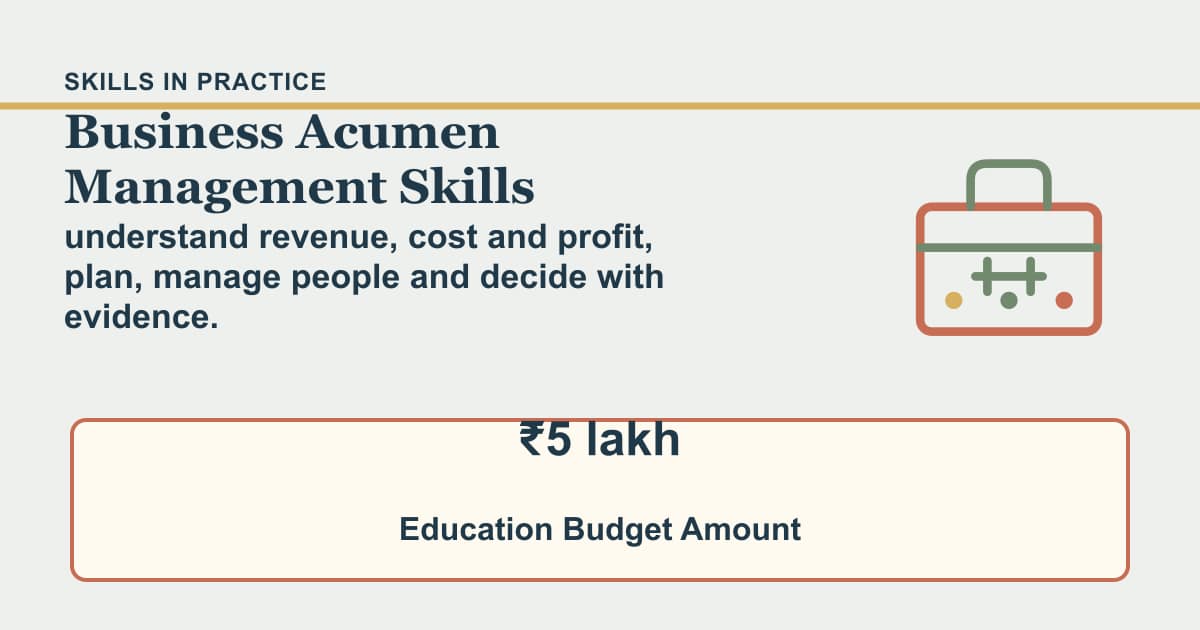 SKILLS IN PRACTICE
Business Acumen
Management Skills
understand revenue, cost and profit,
plan, manage people and decide with
evidence.
₹5 lakh
Education Budget Amount